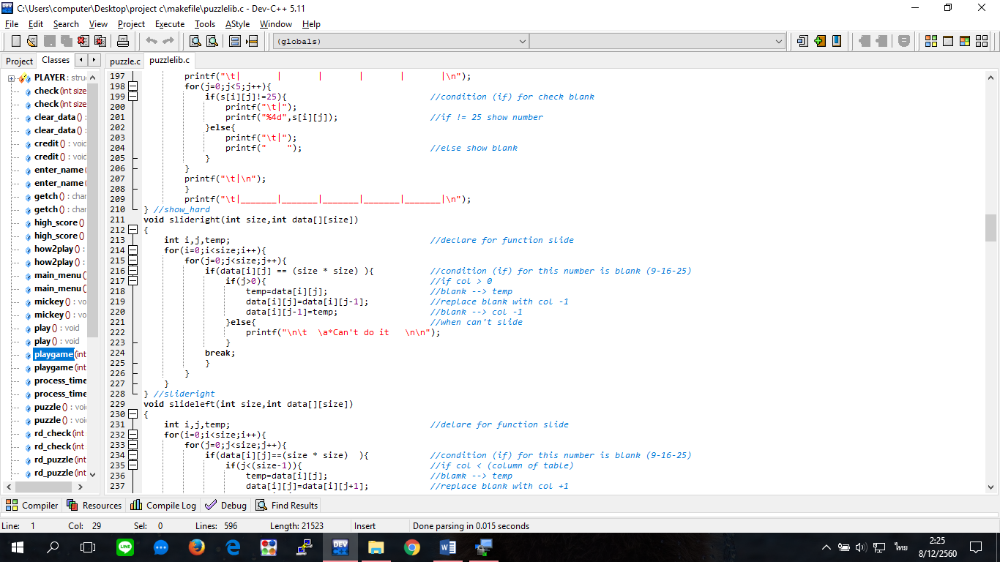 C:\Users\computer\Desktop\project c\makefile\puzzlelib.c - Dev-C++ 5.11
File Edit Search View Project Execute Tools AStyle Window Help
(globals)
Project Classes
puzzle.c puzzlelib.c
PLAYER : struc
check (int size
check (int size
clear_data () :
clear_data () :
credit () : void
credit () : void
enter_name (
enter_name (
getch () : char
getch () : char
high_score ()
high_score ()
how2play () :
how2play () :
main_menu (
main_menu (
mickey () : vo
mickey () : vo
play () : void
play () : void
playgame (int
playgame (int
process_time
process_time
puzzle () : voi
puzzle () : voi
rd_check (int
rd_check (int
rd_puzzle (int
rd_puzzle (int
197 printf("\t|       |       |       |       |       |\n");
198 for(j=0;j<5;j++){
199 if(s[i][j]!=25){ //condition (if) for check blank
200 printf("\t|");
201 printf("%4d",s[i][j]); //if != 25 show number
202 }else{
203 printf("\t|");
204 printf("    "); //else show blank
205 }
206 }
207 printf("\t|\n");
208 }
209 printf("\t|_______|_______|_______|_______|_______|\n");
210 } //show_hard
211 void slideright(int size,int data[][size])
212 {
213 int i,j,temp; //declare for function slide
214 for(i=0;i<size;i++){
215 for(j=0;j<size;j++){
216 if(data[i][j] == (size * size) ){ //condition (if) for this number is blank (9-16-25)
217 if(j>0){ //if col > 0
218 temp=data[i][j]; //blank --> temp
219 data[i][j]=data[i][j-1]; //replace blank with col -1
220 data[i][j-1]=temp; //blank --> col -1
221 }else{ //when can't slide
222 printf("\n\t  \a*Can't do it   \n\n");
223 }
224 break;
225 }
226 }
227 }
228 } //slideright
229 void slideleft(int size,int data[][size])
230 {
231 int i,j,temp; //delare for function slide
232 for(i=0;i<size;i++){
233 for(j=0;j<size;j++){
234 if(data[i][j]==(size * size)  ){ //condition (if) for this number is blank (9-16-25)
235 if(j<(size-1)){ //if col < (column of table)
236 temp=data[i][j]; //blamk --> temp
237 data[i][j]=data[i][j+1]; //replace blank with col +1
Compiler Resources Compile Log Debug Find Results
Line: 1 Col: 29 Sel: 0 Lines: 596 Length: 21523 Insert Done parsing in 0.015 seconds
LINE DEV ไทย 2:25
8/12/2560